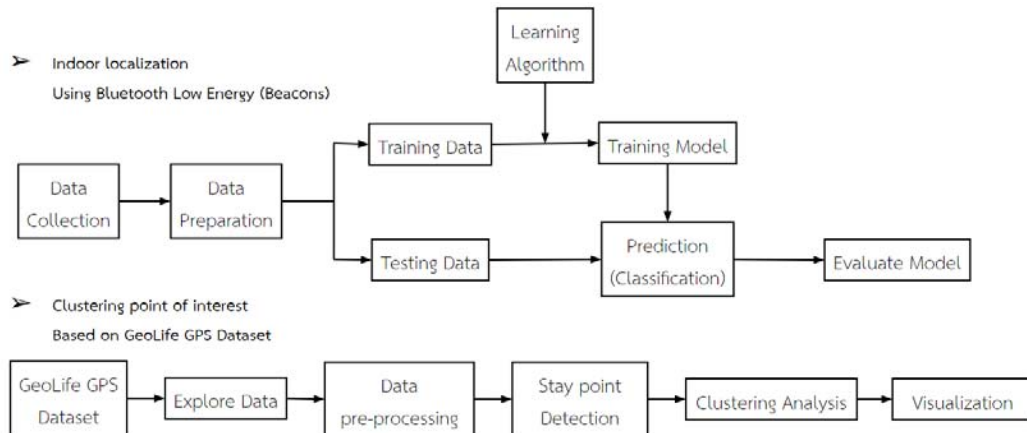 Learning
Algorithm
➢ Indoor localization
Using Bluetooth Low Energy (Beacons)
Training Data
Training Model
Data
Collection
Data
Preparation
Testing Data
Prediction
(Classification)
Evaluate Model
➢ Clustering point of interest
Based on GeoLife GPS Dataset
GeoLife GPS
Dataset
Explore Data
Data
pre-processing
Stay point
Detection
Clustering Analysis
Visualization